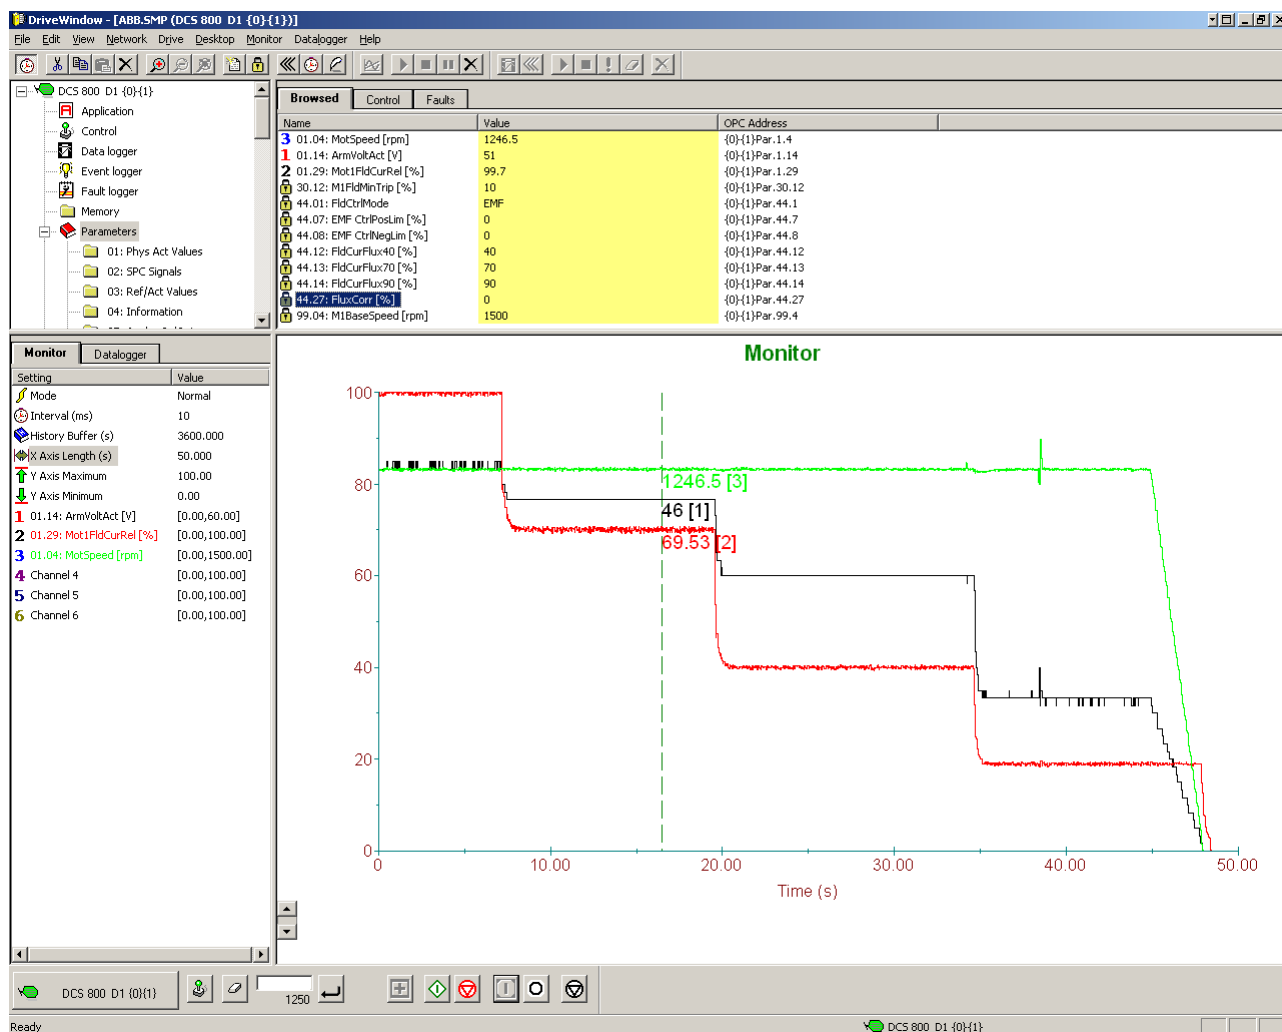 DriveWindow - [ABB.SMP (DCS 800 D1 {0}{1})]
File Edit View Network Drive Desktop Monitor Datalogger Help
DCS 800 D1 {0}{1}
Application
Control
Data logger
Event logger
Fault logger
Memory
Parameters
01: Phys Act Values
02: SPC Signals
03: Ref/Act Values
04: Information
Browsed Control Faults
Name Value OPC Address
3 01.04: MotSpeed [rpm] 1246.5 {0}{1}Par.1.4
1 01.14: ArmVoltAct [V] 51 {0}{1}Par.1.14
2 01.29: Mot1FldCurRel [%] 99.7 {0}{1}Par.1.29
30.12: M1FldMinTrip [%] 10 {0}{1}Par.30.12
44.01: FldCtrlMode EMF {0}{1}Par.44.1
44.07: EMF CtrlPosLim [%] 0 {0}{1}Par.44.7
44.08: EMF CtrlNegLim [%] 0 {0}{1}Par.44.8
44.12: FldCurFlux40 [%] 40 {0}{1}Par.44.12
44.13: FldCurFlux70 [%] 70 {0}{1}Par.44.13
44.14: FldCurFlux90 [%] 90 {0}{1}Par.44.14
44.27: FluxCorr [%] 0 {0}{1}Par.44.27
99.04: M1BaseSpeed [rpm] 1500 {0}{1}Par.99.4
Monitor Datalogger
Setting Value
Mode Normal
Interval (ms) 10
History Buffer (s) 3600.000
X Axis Length (s) 50.000
Y Axis Maximum 100.00
Y Axis Minimum 0.00
1 01.14: ArmVoltAct [V] [0.00,60.00]
2 01.29: Mot1FldCurRel [%] [0.00,100.00]
3 01.04: MotSpeed [rpm] [0.00,1500.00]
4 Channel 4 [0.00,100.00]
5 Channel 5 [0.00,100.00]
6 Channel 6 [0.00,100.00]
Monitor
100
80
60
40
20
0
1246.5 [3]
46 [1]
69.53 [2]
0 10.00 20.00 30.00 40.00 50.00
Time (s)
DCS 800 D1 {0}{1}
1250
Ready
DCS 800 D1 {0}{1}